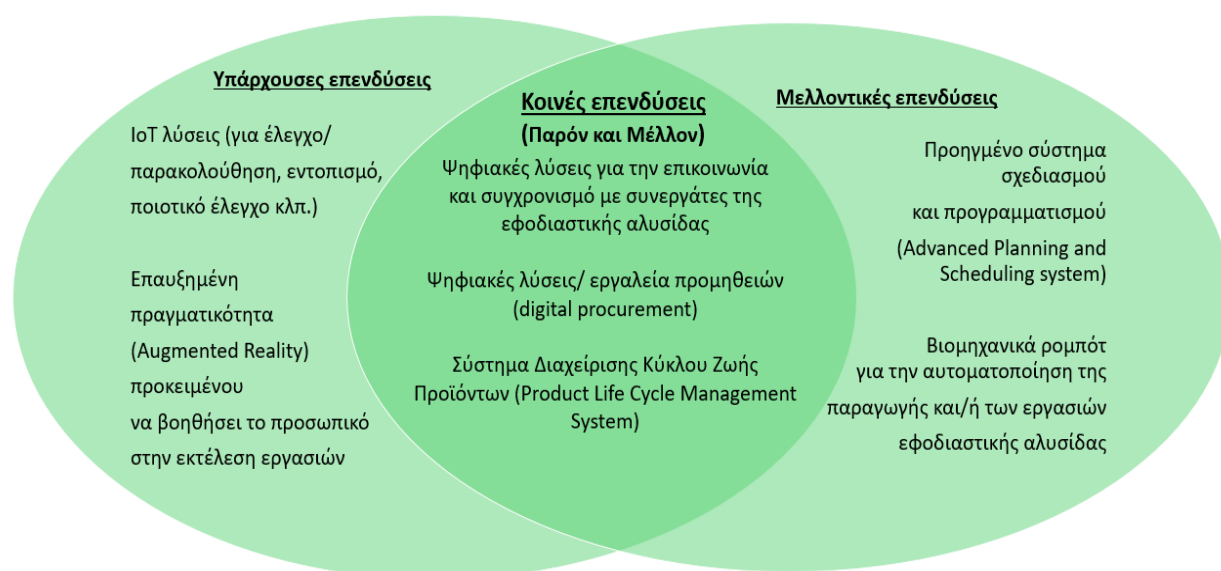 Υπάρχουσες επενδύσεις
IoT λύσεις (για έλεγχο/
παρακολούθηση, εντοπισμό,
ποιοτικό έλεγχο κλπ.)
Επαυξημένη
πραγματικότητα
(Augmented Reality)
προκειμένου
να βοηθήσει το προσωπικό
στην εκτέλεση εργασιών
Κοινές επενδύσεις
(Παρόν και Μέλλον)
Ψηφιακές λύσεις για την επικοινωνία
και συγχρονισμό με συνεργάτες της
εφοδιαστικής αλυσίδας
Ψηφιακές λύσεις/ εργαλεία προμηθειών
(digital procurement)
Σύστημα Διαχείρισης Κύκλου Ζωής
Προϊόντων (Product Life Cycle Management
System)
Μελλοντικές επενδύσεις
Προηγμένο σύστημα
σχεδιασμού
και προγραμματισμού
(Advanced Planning and
Scheduling system)
Βιομηχανικά ρομπότ
για την αυτοματοποίηση της
παραγωγής και/ή των εργασιών
εφοδιαστικής αλυσίδας